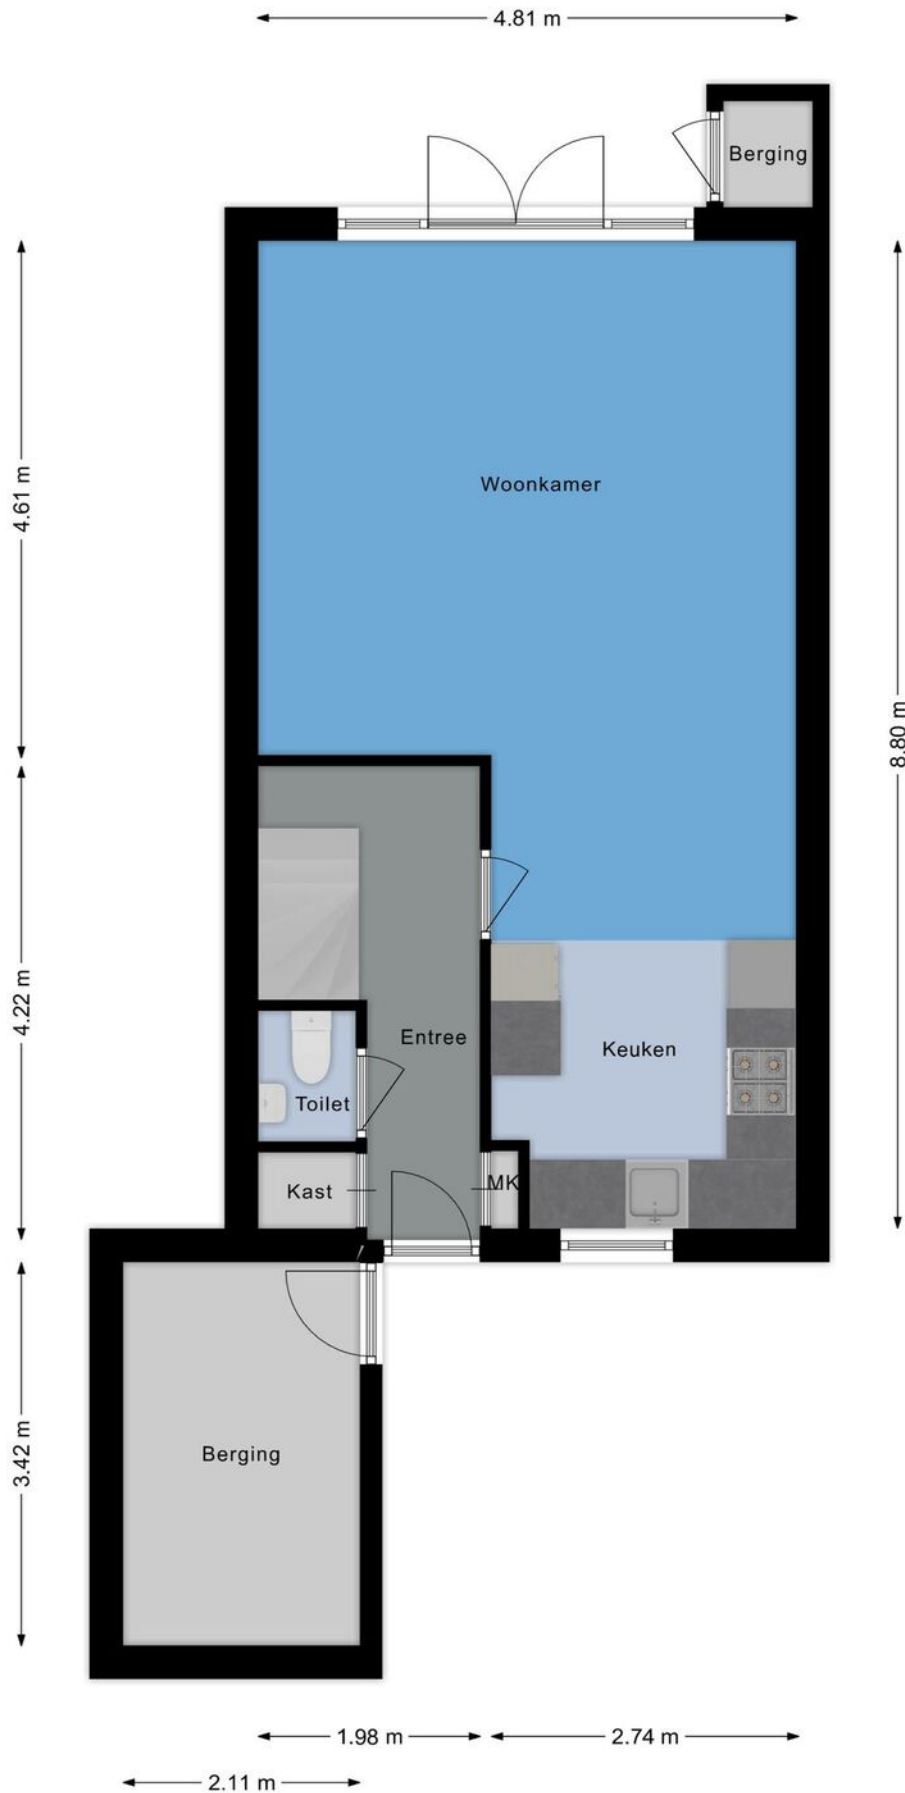 4.81 m
Berging
4.61 m
Woonkamer
8.80 m
4.22 m
Entree
Keuken
Toilet
Kast
MK
3.42 m
Berging
1.98 m
2.74 m
2.11 m